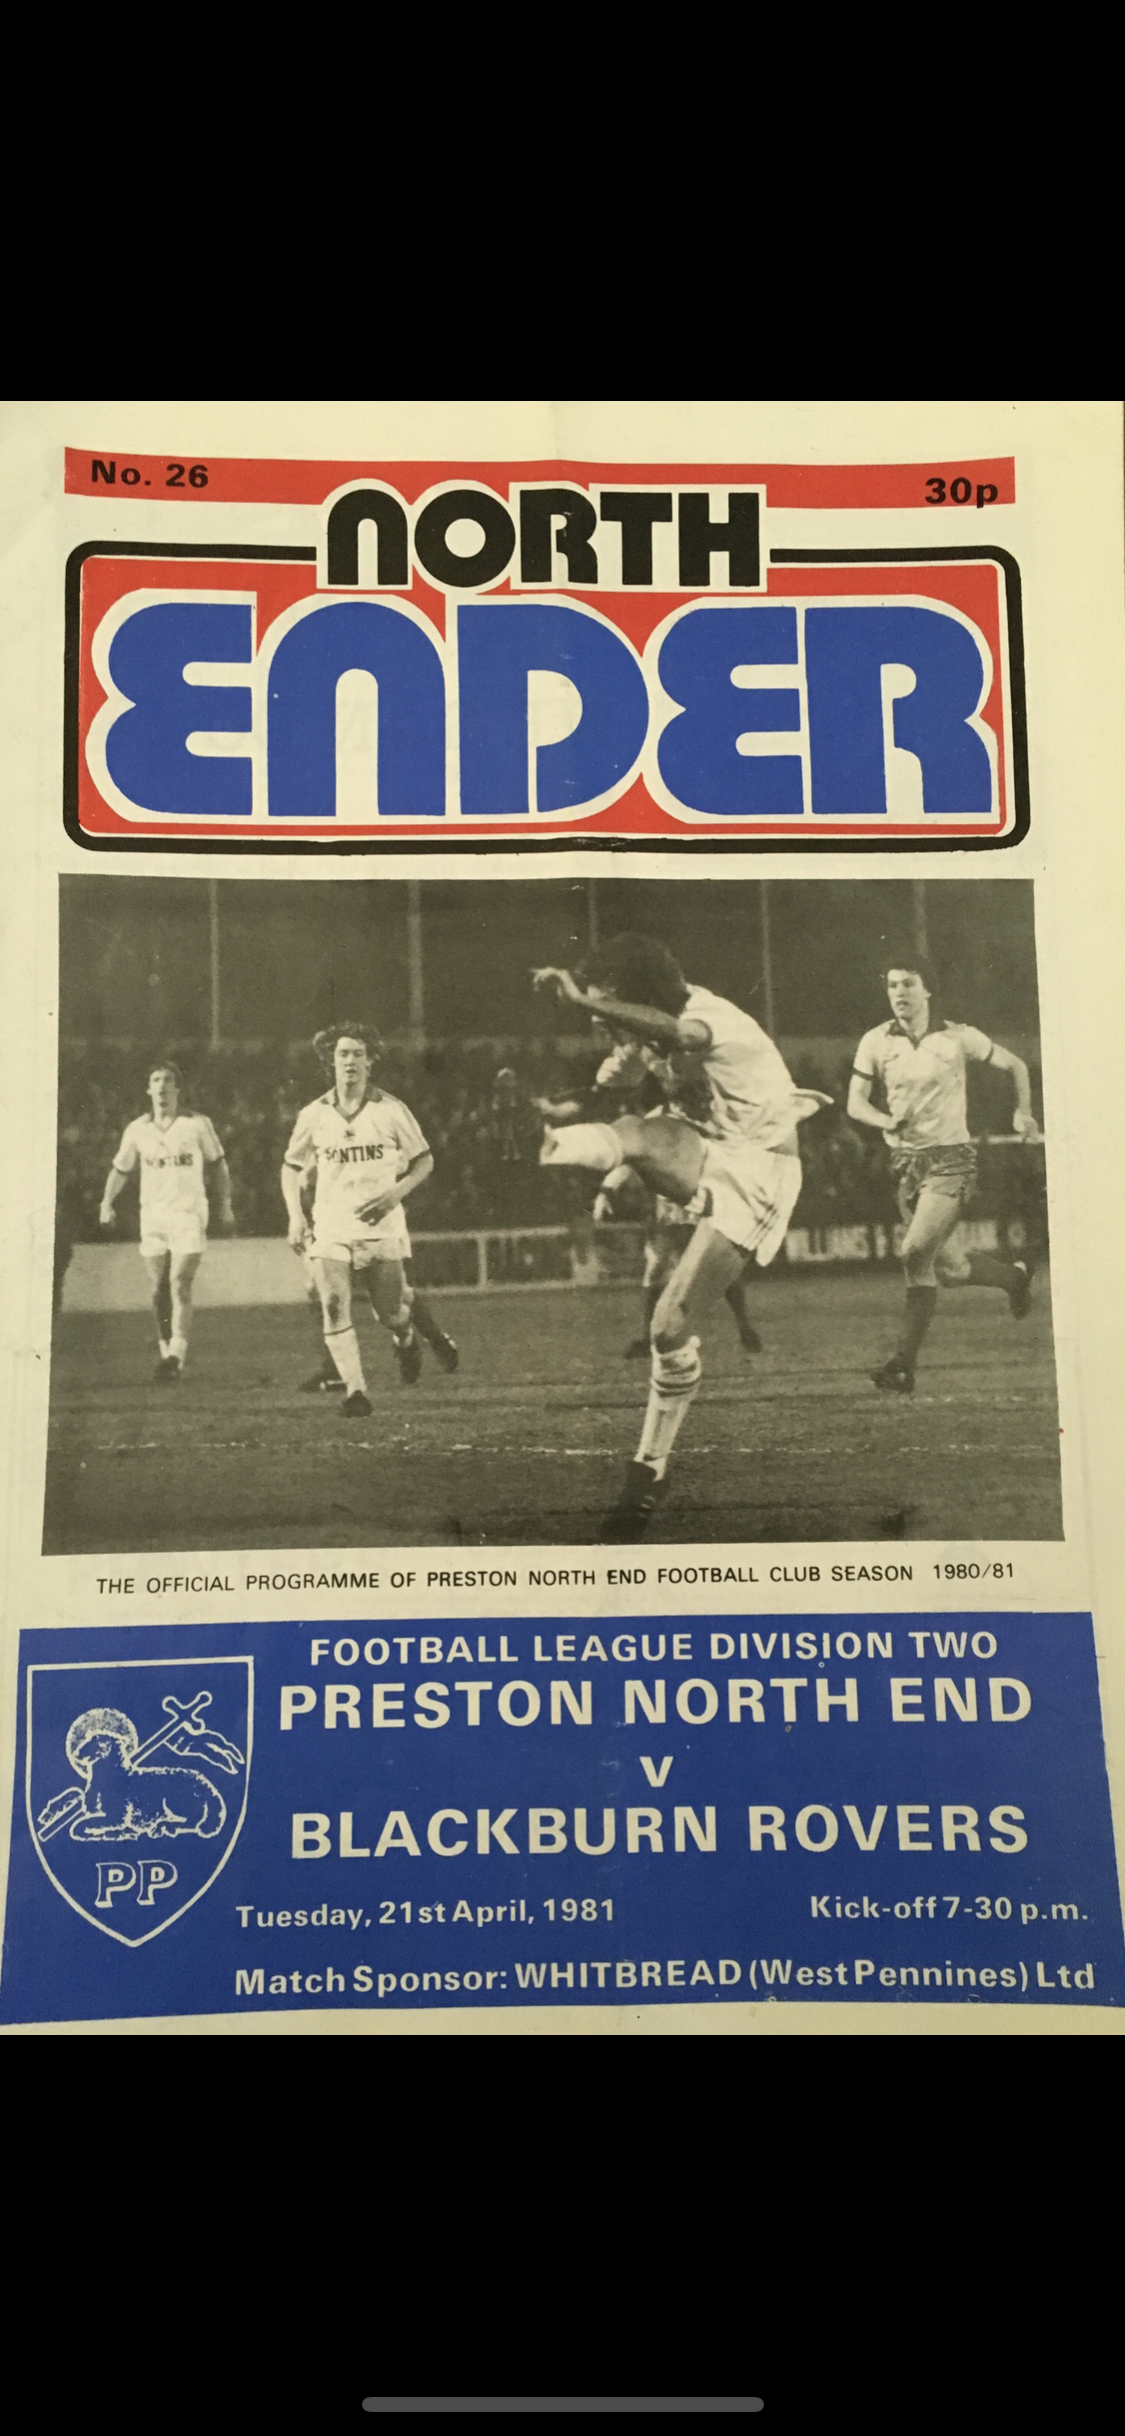 No. 26
30p
NORTH
ENDER
PONTINS
THE OFFICIAL PROGRAMME OF PRESTON NORTH END FOOTBALL CLUB SEASON 1980/81
FOOTBALL LEAGUE DIVISION TWO
PRESTON NORTH END
v
BLACKBURN ROVERS
PP
Tuesday, 21st April, 1981
Kick-off 7-30 p.m.
Match Sponsor: WHITBREAD (West Pennines) Ltd